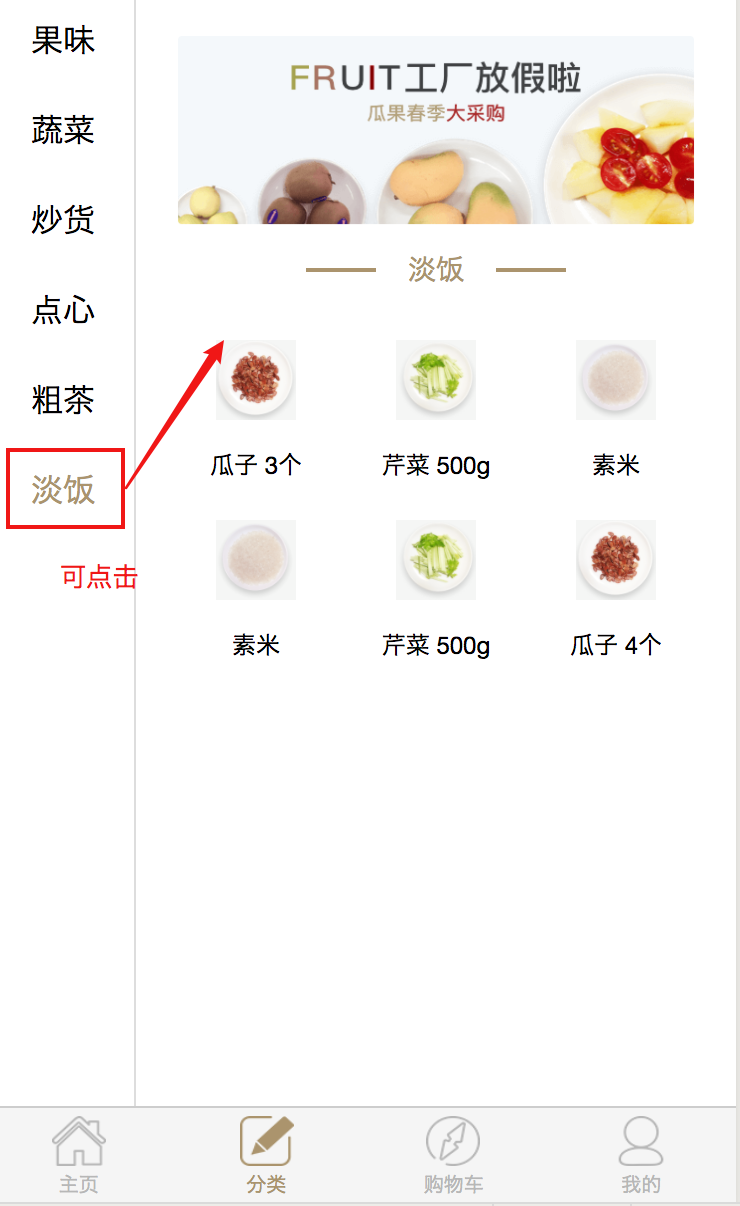 果味
蔬菜
炒货
点心
粗茶
淡饭
可点击
FRUIT工厂放假啦
瓜果春季大采购
淡饭
瓜子 3个
芹菜 500g
素米
素米
芹菜 500g
瓜子 4个
主页
分类
购物车
我的